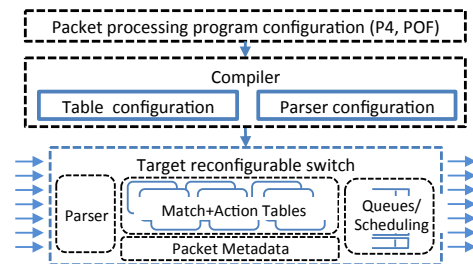 Packet processing program configuration (P4, POF)
Compiler
Table configuration
Parser configuration
Target reconfigurable switch
Parser
Match+Action Tables
Packet Metadata
Queues/
Scheduling